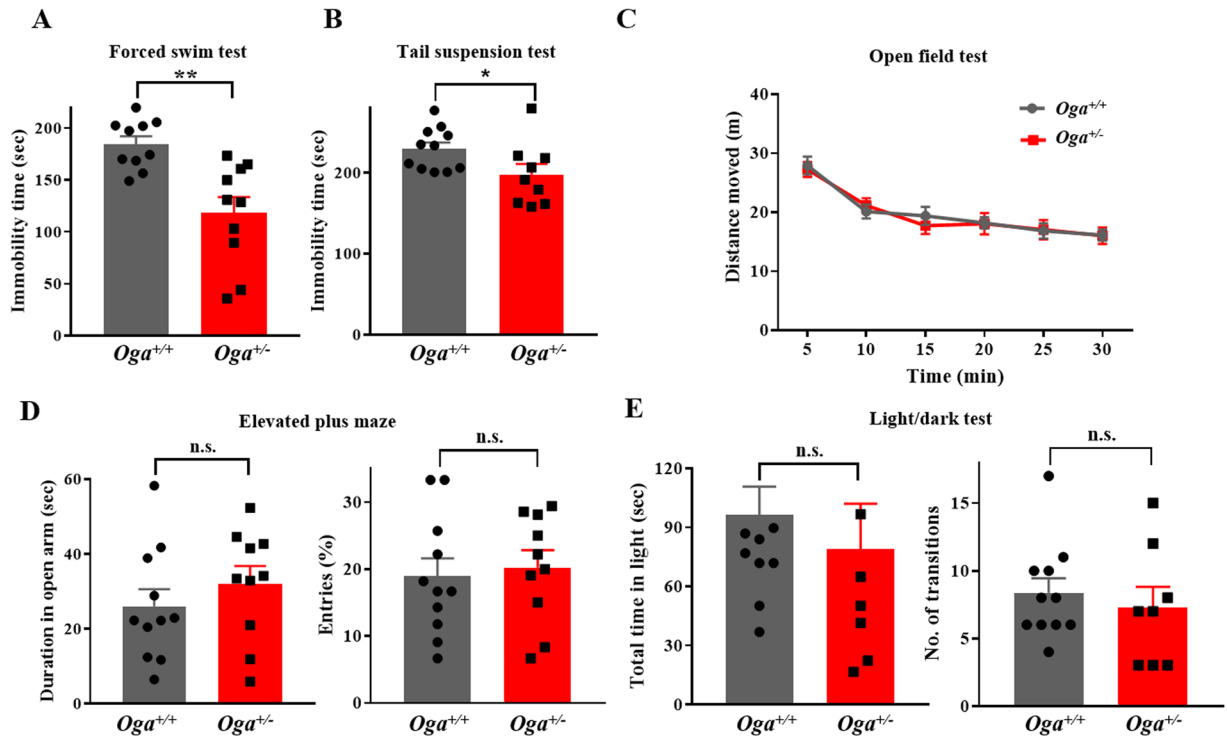 A
Forced swim test
**
Immobility time (sec)
200
150
100
50
0
Oga+/+
Oga+/-
B
Tail suspension test
*
Immobility time (sec)
200
200
0
Oga+/+
Oga+/-
C
Open field test
Distance moved (m)
40
30
20
10
0
5 10 15 20 25 30
Time (min)
Oga+/+
Oga+/-
D
Elevated plus maze
n.s.
Duration in open arm (sec)
60
40
20
0
Oga+/+
Oga+/-
n.s.
Entries (%)
30
20
10
0
Oga+/+
Oga+/-
E
Light/dark test
n.s.
Total time in light (sec)
120
90
60
30
0
Oga+/+
Oga+/-
n.s.
No. of transitions
15
10
5
0
Oga+/+
Oga+/-